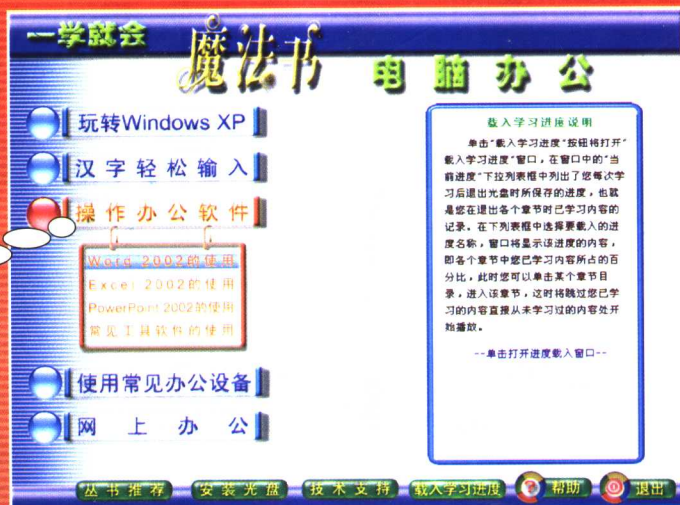 一学就会
魔法书
电脑办公
玩转Windows XP
汉字轻松输入
操作办公软件
Word 2002的使用
Excel 2002的使用
PowerPoint 2002的使用
常见工具软件的使用
使用常见办公设备
网上办公
载入学习进度说明
单击“载入学习进度”按钮将打开“
载入学习进度”窗口，在窗口中的“当
前进度”下拉列表框中列出了您每次学
习后退出光盘时所保存的进度，也就
是您在退出各个章节时已学习内容的
记录。在下列表框中选择要载入的进
度名称，窗口将显示该进度的内容，
即各个章节中您已学习内容所占的百
分比，此时您可以单击某个章节目
录，进入该章节，这时将跳过您已学
习的内容直接从未学习过的内容处开
始播放。
--单击打开进度载入窗口--
丛书推荐
安装光盘
技术支持
载入学习进度
帮助
退出